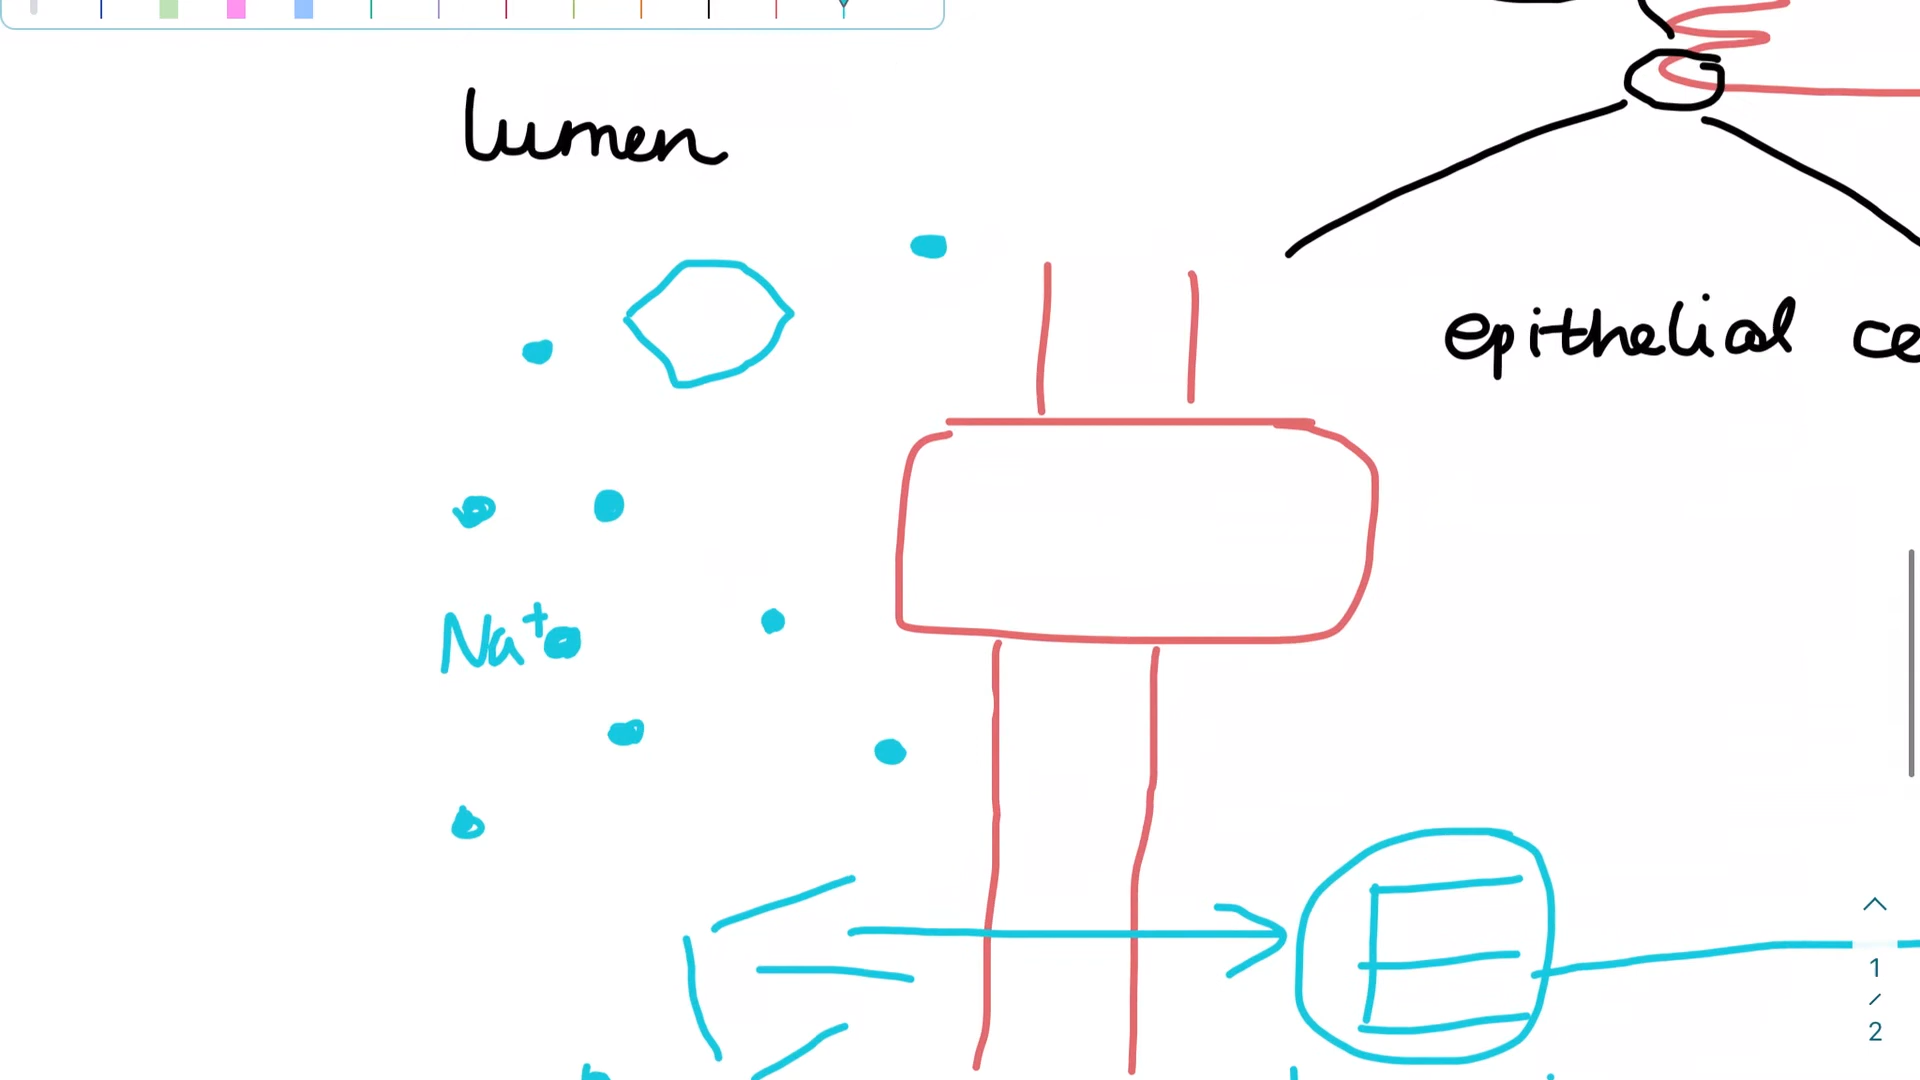 lumen
epithelial ce
Na+
1
/
2